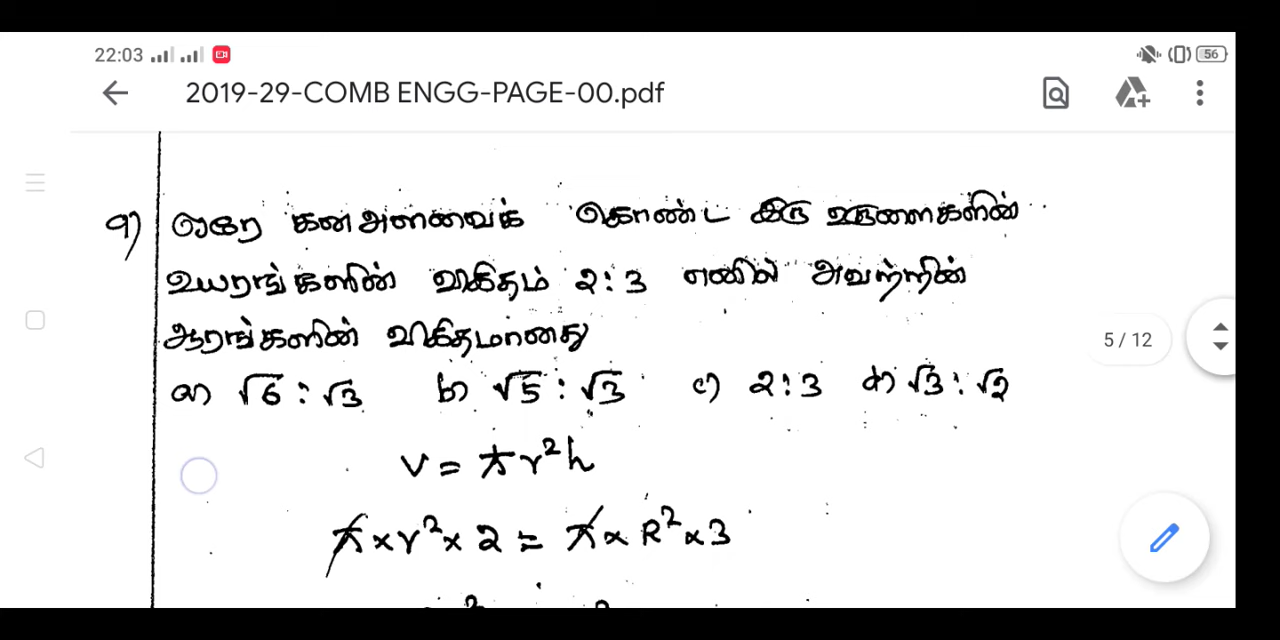 22:03
56
2019-29-COMB ENGG-PAGE-00.pdf
9) ஒரே கன அளவைக் கொண்ட இரு உருளைகளின்
உயரங்களின் விகிதம் 2:3 எனில் அவற்றின்
ஆரங்களின் விகிதமானது
5 / 12
a) √6 : √3 b) √5 : √3 c) 2:3 d) √3 : √2
V = πr²h
π×r²×2 = π×R²×3